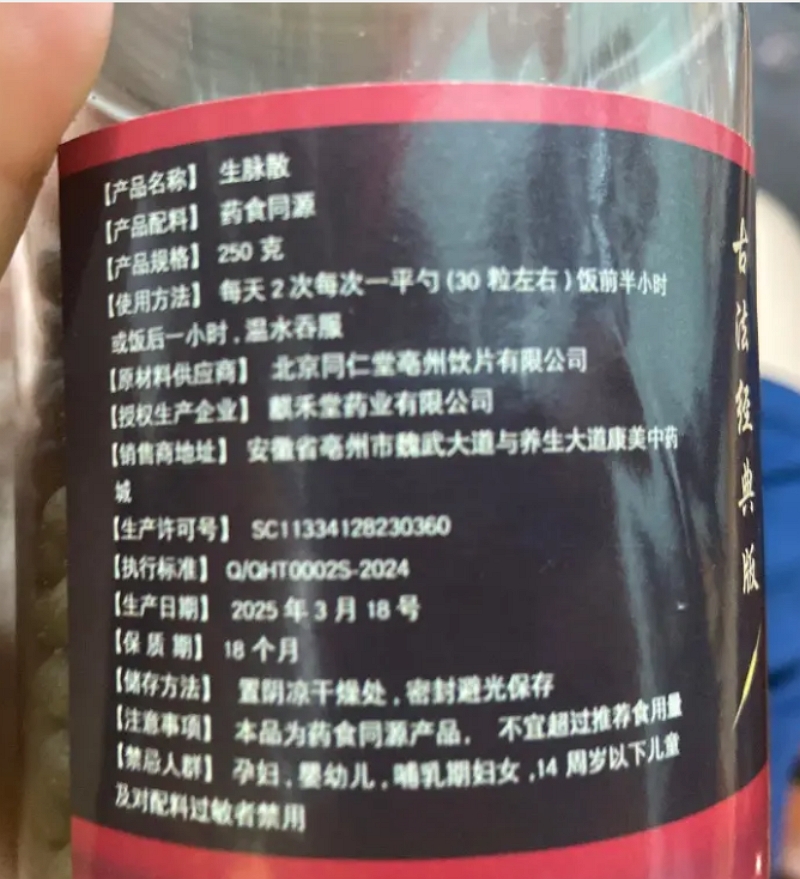 【产品名称】 生脉散
【产品配料】 药食同源
【产品规格】 250 克
【使用方法】 每天 2 次每次一平勺(30 粒左右)饭前半小时
或饭后一小时,温水吞服
【原材料供应商】 北京同仁堂亳州饮片有限公司
【授权生产企业】 麒禾堂药业有限公司
【销售商地址】 安徽省亳州市魏武大道与养生大道康美中药
城
【生产许可号】 SC11334128230360
【执行标准】 Q/QHT0002S-2024
【生产日期】 2025 年 3 月 18 号
【保 质 期】 18 个月
【储存方法】 置阴凉干燥处,密封避光保存
【注意事项】 本品为药食同源产品, 不宜超过推荐食用量
【禁忌人群】 孕妇,婴幼儿,哺乳期妇女,14 周岁以下儿童
及对配料过敏者禁用
古法经典版